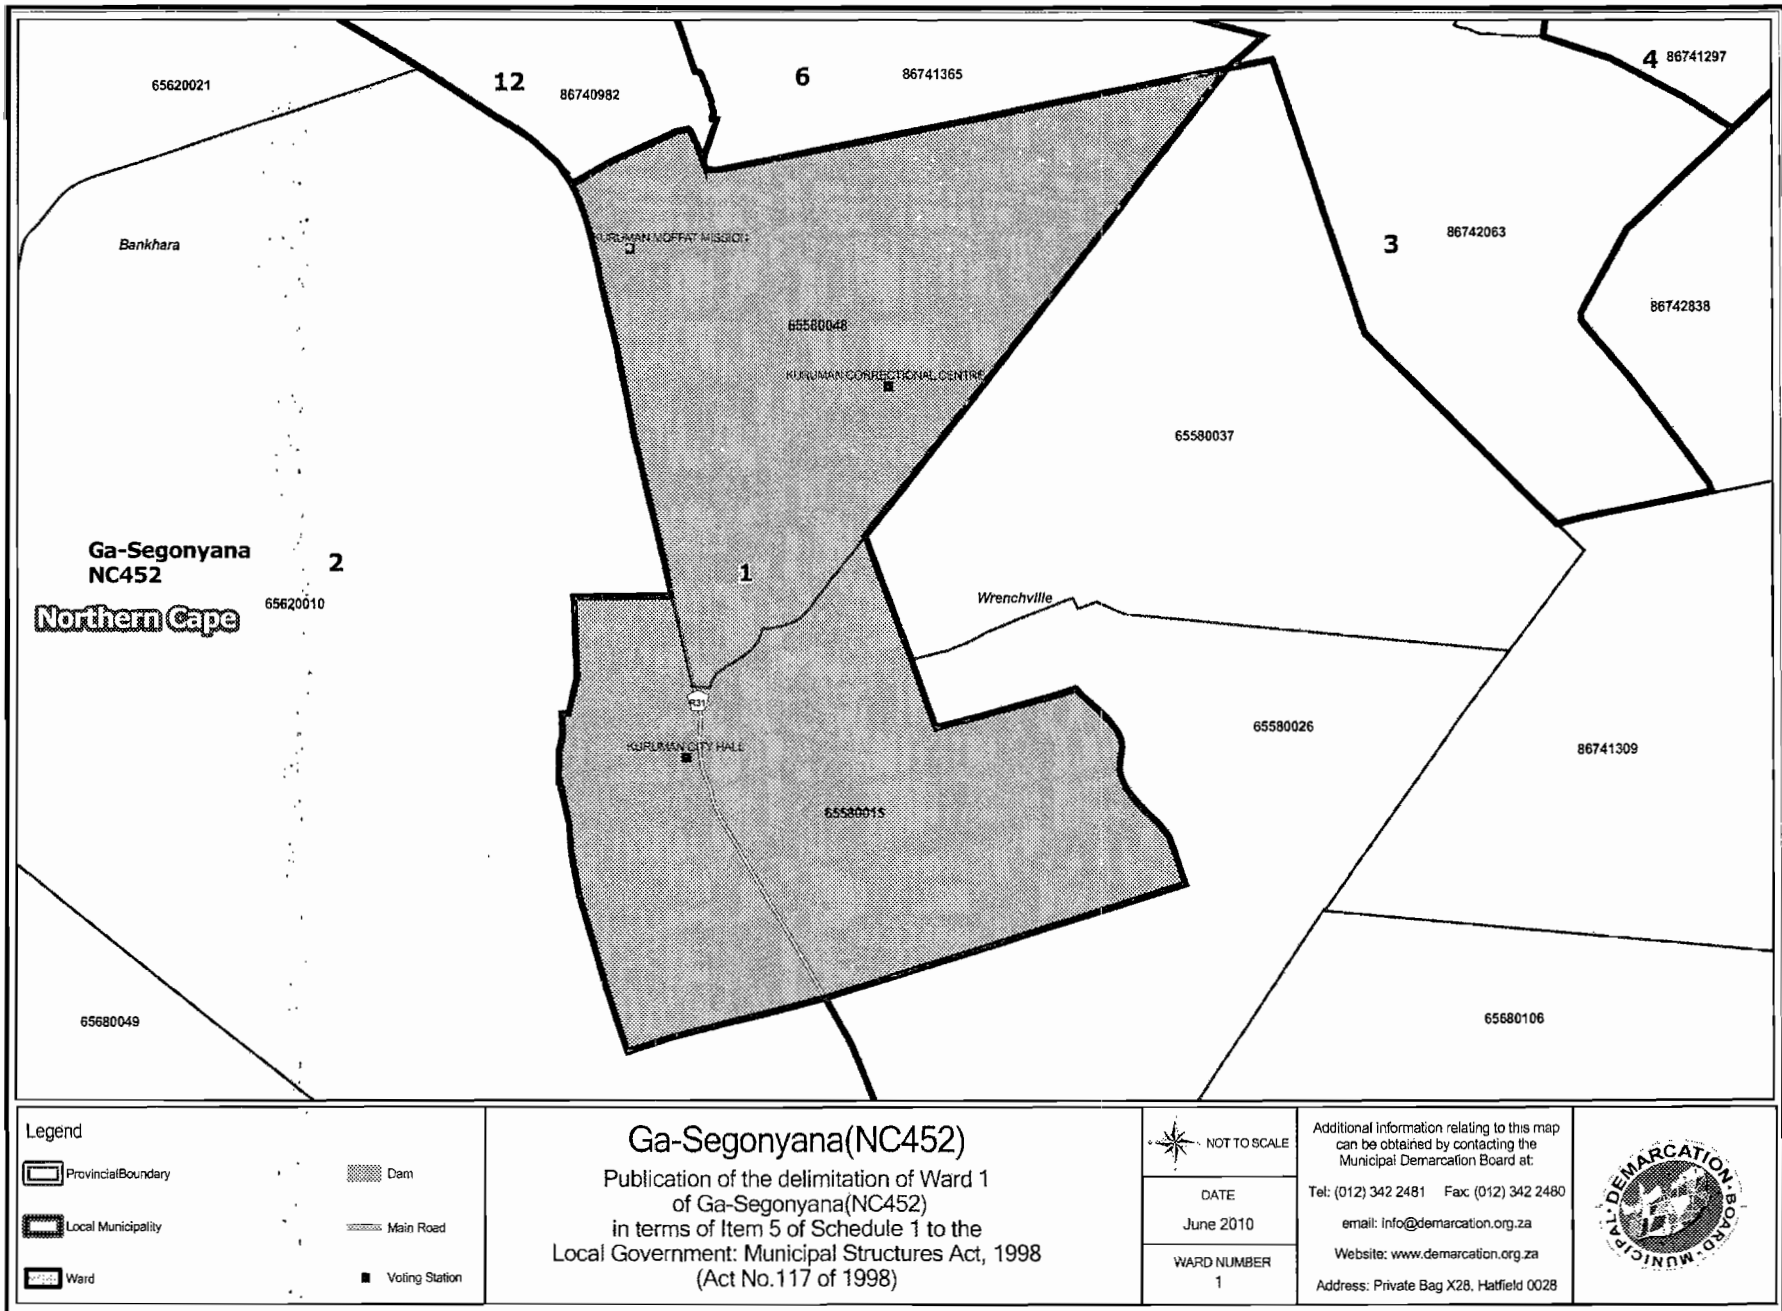 65620021
12
86740982
6
86741365
4
86741297
Bankhara
KURUMAN MOFFAT MISSION
3
86742063
86742838
65580048
KURUMAN CORRECTIONAL CENTRE
65580037
Ga-Segonyana
NC452
2
1
65620010
Northern Cape
Wrenchville
R31
KURUMAN CITY HALL
65580026
86741309
65580015
65680049
65680106
Legend
ProvincialBoundary
Dam
Local Municipality
Main Road
Ward
Voting Station
Ga-Segonyana(NC452)
Publication of the delimitation of Ward 1
of Ga-Segonyana(NC452)
in terms of Item 5 of Schedule 1 to the
Local Government: Municipal Structures Act, 1998
(Act No.117 of 1998)
NOT TO SCALE
DATE
June 2010
WARD NUMBER
1
Additional information relating to this map
can be obtained by contacting the
Municipal Demarcation Board at:
Tel: (012) 342 2481 Fax: (012) 342 2480
email: info@demarcation.org.za
Website: www.demarcation.org.za
Address: Private Bag X28, Hatfield 0028
MUNICIPAL • DEMARCATION • BOARD